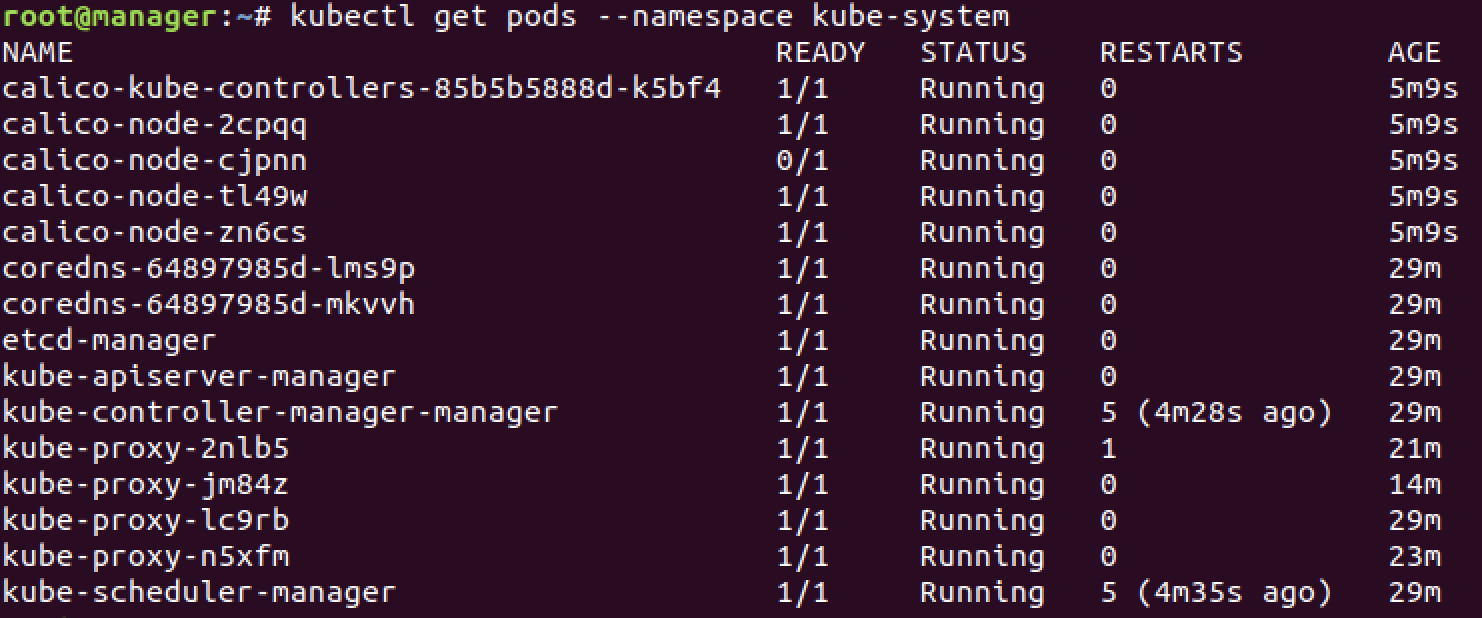 root@manager:~# kubectl get pods --namespace kube-system
NAME READY STATUS RESTARTS AGE
calico-kube-controllers-85b5b5888d-k5bf4 1/1 Running 0 5m9s
calico-node-2cpqq 1/1 Running 0 5m9s
calico-node-cjpnn 0/1 Running 0 5m9s
calico-node-tl49w 1/1 Running 0 5m9s
calico-node-zn6cs 1/1 Running 0 5m9s
coredns-64897985d-lms9p 1/1 Running 0 29m
coredns-64897985d-mkvvh 1/1 Running 0 29m
etcd-manager 1/1 Running 0 29m
kube-apiserver-manager 1/1 Running 0 29m
kube-controller-manager-manager 1/1 Running 5 (4m28s ago) 29m
kube-proxy-2nlb5 1/1 Running 1 21m
kube-proxy-jm84z 1/1 Running 0 14m
kube-proxy-lc9rb 1/1 Running 0 29m
kube-proxy-n5xfm 1/1 Running 0 23m
kube-scheduler-manager 1/1 Running 5 (4m35s ago) 29m